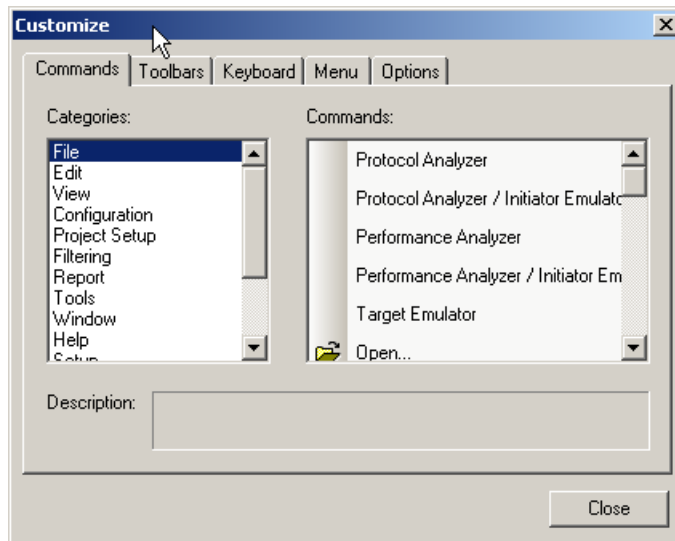 Customize
Commands Toolbars Keyboard Menu Options
Categories:
Commands:
File
Edit
View
Configuration
Project Setup
Filtering
Report
Tools
Window
Help
Protocol Analyzer
Protocol Analyzer / Initiator
Performance Analyzer
Performance Analyzer / Initiator Em
Target Emulator
Open...
Description:
Close